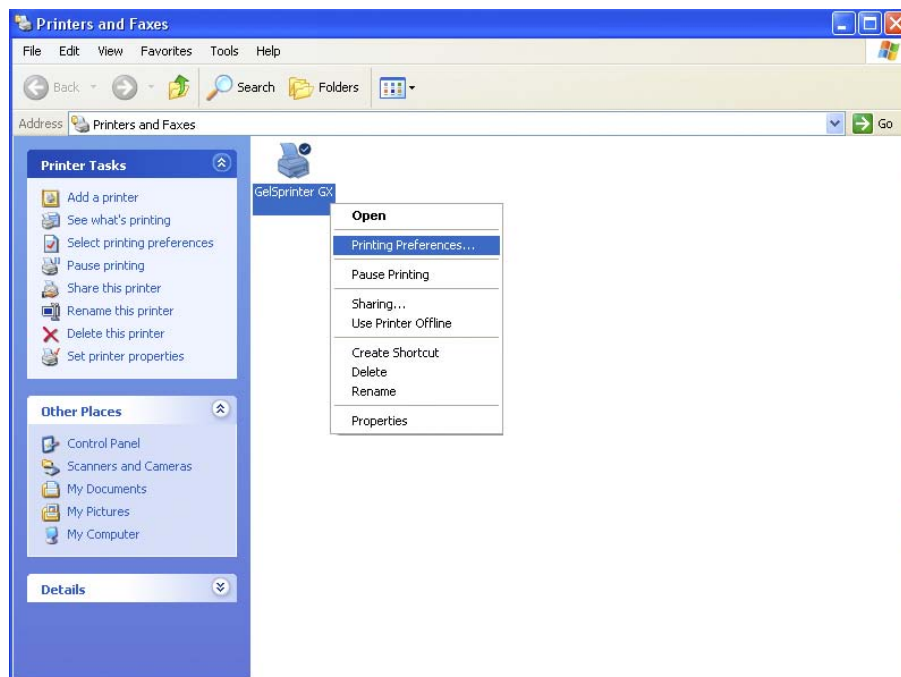 Printers and Faxes
File Edit View Favorites Tools Help
Back Search Folders
Address Printers and Faxes Go
Printer Tasks
Add a printer
See what's printing
Select printing preferences
Pause printing
Share this printer
Rename this printer
Delete this printer
Set printer properties
Other Places
Control Panel
Scanners and Cameras
My Documents
My Pictures
My Computer
Details
GelSprinter GX
Open
Printing Preferences...
Pause Printing
Sharing...
Use Printer Offline
Create Shortcut
Delete
Rename
Properties